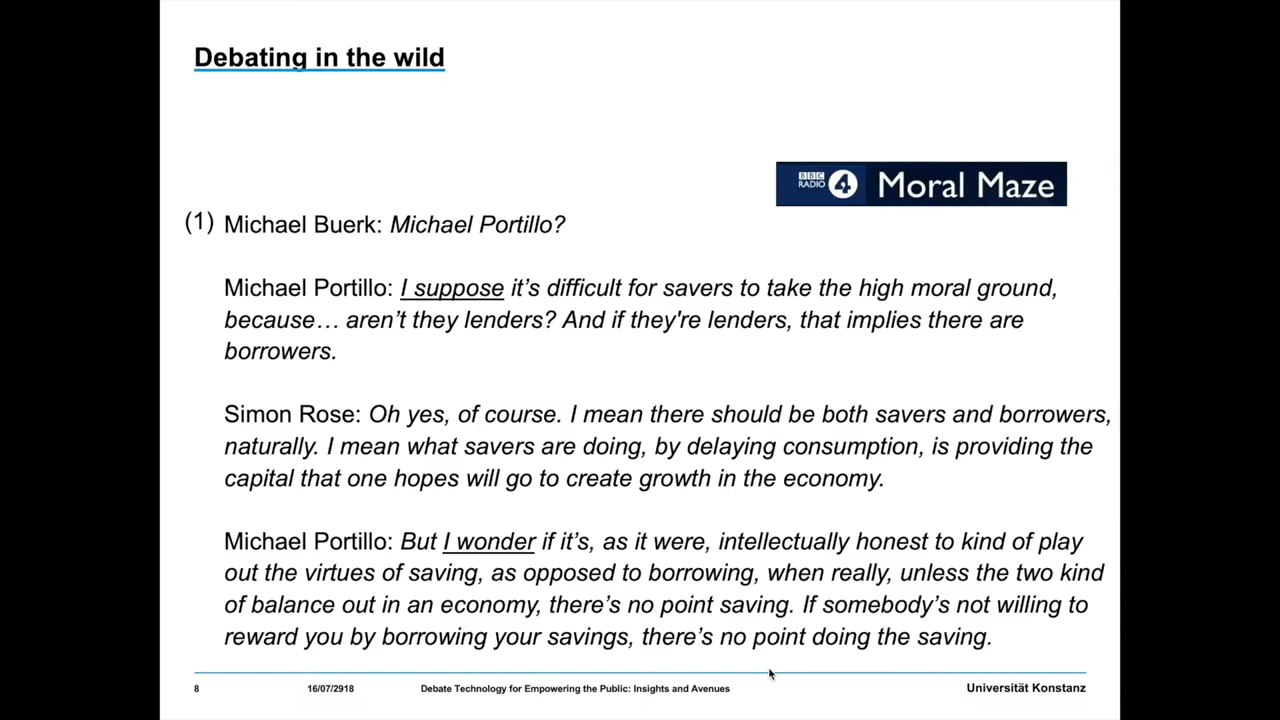 Debating in the wild
BBC
RADIO 4 Moral Maze
(1) Michael Buerk: Michael Portillo?
Michael Portillo: I suppose it's difficult for savers to take the high moral ground,
because… aren't they lenders? And if they're lenders, that implies there are
borrowers.
Simon Rose: Oh yes, of course. I mean there should be both savers and borrowers,
naturally. I mean what savers are doing, by delaying consumption, is providing the
capital that one hopes will go to create growth in the economy.
Michael Portillo: But I wonder if it's, as it were, intellectually honest to kind of play
out the virtues of saving, as opposed to borrowing, when really, unless the two kind
of balance out in an economy, there's no point saving. If somebody's not willing to
reward you by borrowing your savings, there's no point doing the saving.
8 16/07/2918 Debate Technology for Empowering the Public: Insights and Avenues Universität Konstanz